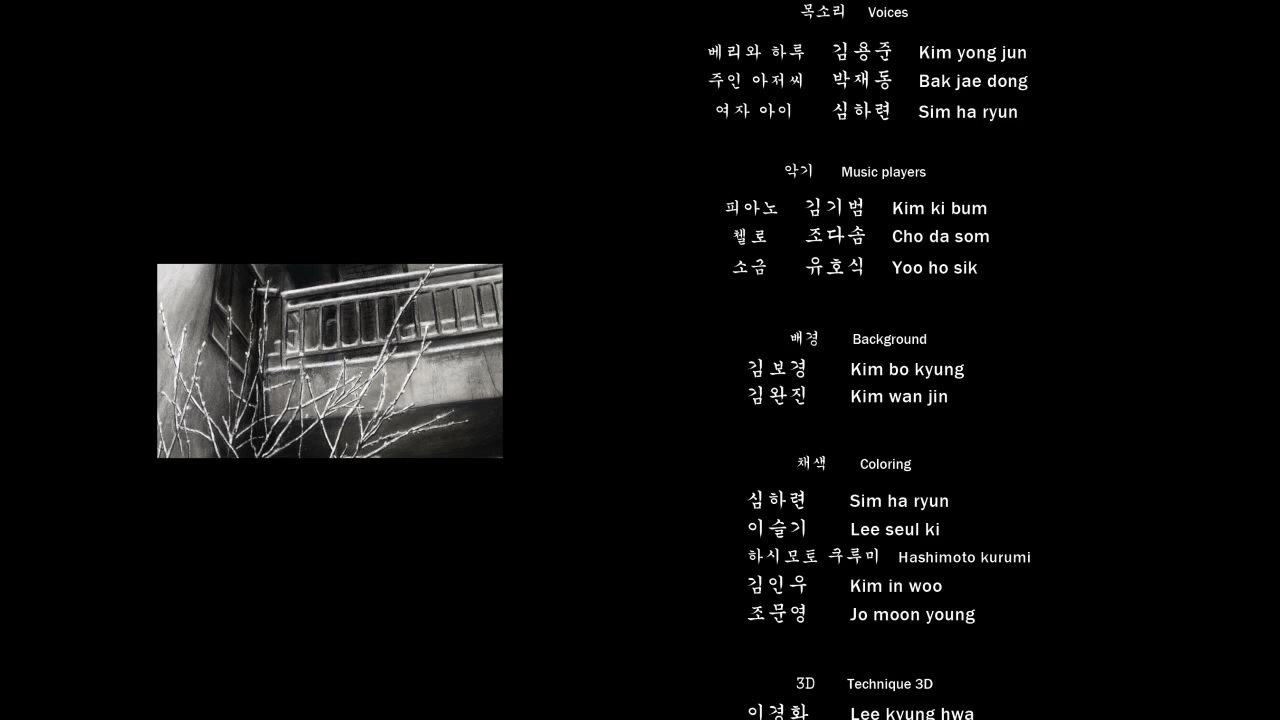 목소리 Voices
베리와 하루 김용준 Kim yong jun
주인 아저씨 박재동 Bak jae dong
여자 아이 심하련 Sim ha ryun
악기 Music players
피아노 김기범 Kim ki bum
첼로 조다솜 Cho da som
소금 유호식 Yoo ho sik
배경 Background
김보경 Kim bo kyung
김완진 Kim wan jin
채색 Coloring
심하련 Sim ha ryun
이슬기 Lee seul ki
하시모토 쿠루미 Hashimoto kurumi
김인우 Kim in woo
조문영 Jo moon young
3D Technique 3D
이경화 Lee kyung hwa